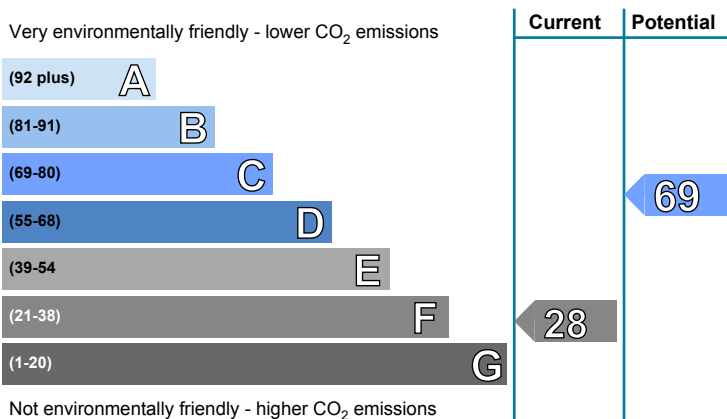 Current Potential
Very environmentally friendly - lower CO2 emissions
(92 plus) A
(81-91) B
(69-80) C
69
(55-68) D
(39-54 E
(21-38) F 28
(1-20) G
Not environmentally friendly - higher CO2 emissions